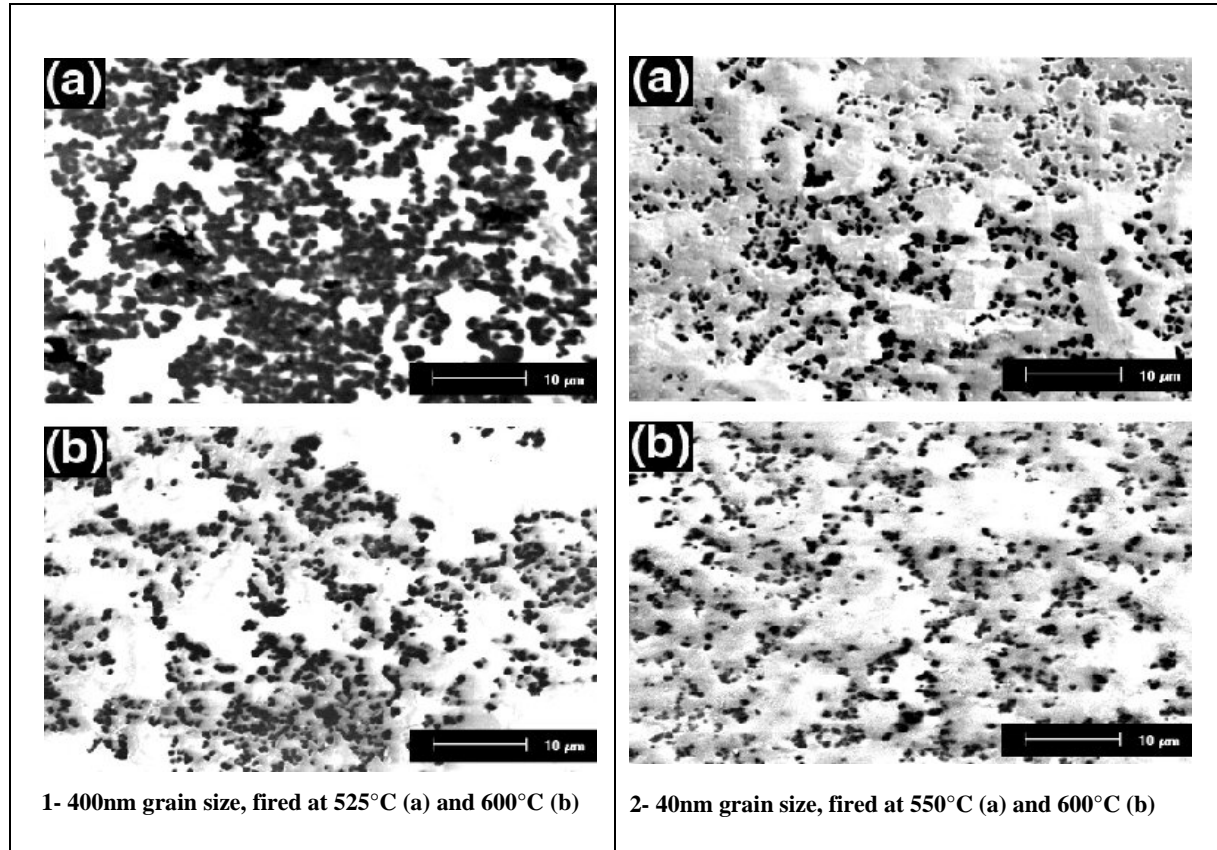 (a)
10 µm
(b)
10 µm
1- 400nm grain size, fired at 525°C (a) and 600°C (b)
(a)
10 µm
(b)
10 µm
2- 40nm grain size, fired at 550°C (a) and 600°C (b)